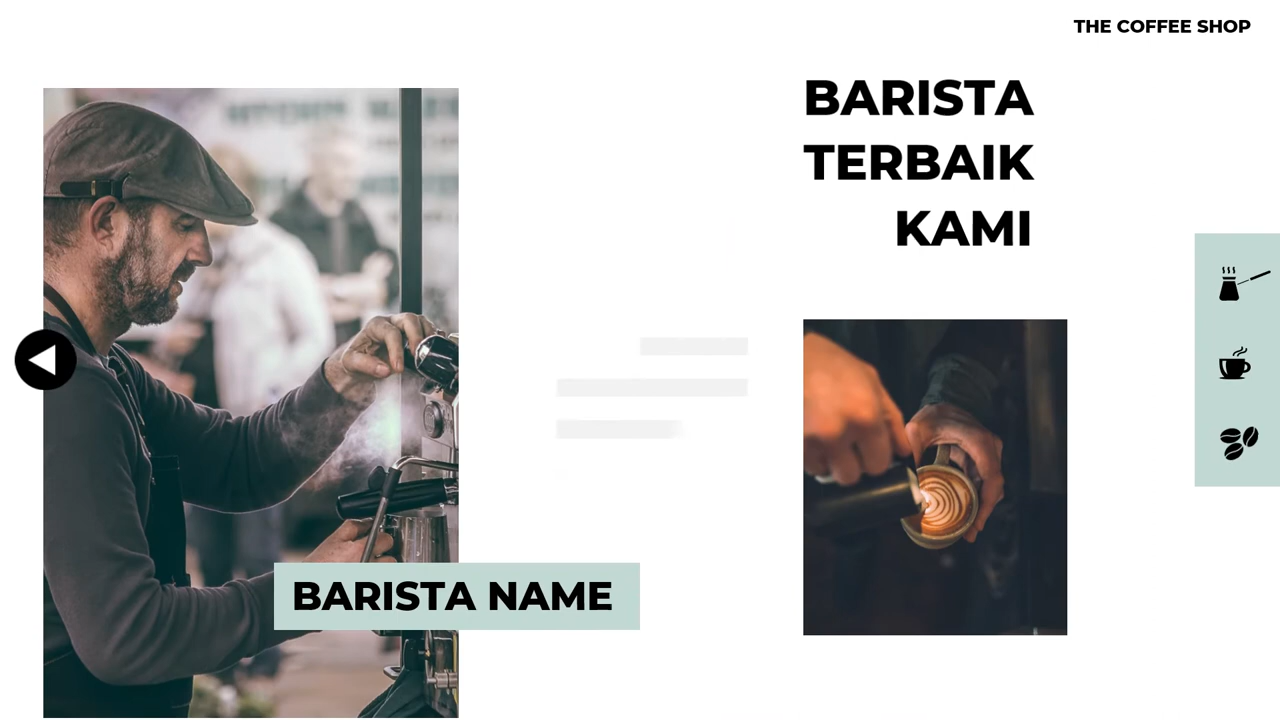 THE COFFEE SHOP
BARISTA
TERBAIK
KAMI
BARISTA NAME